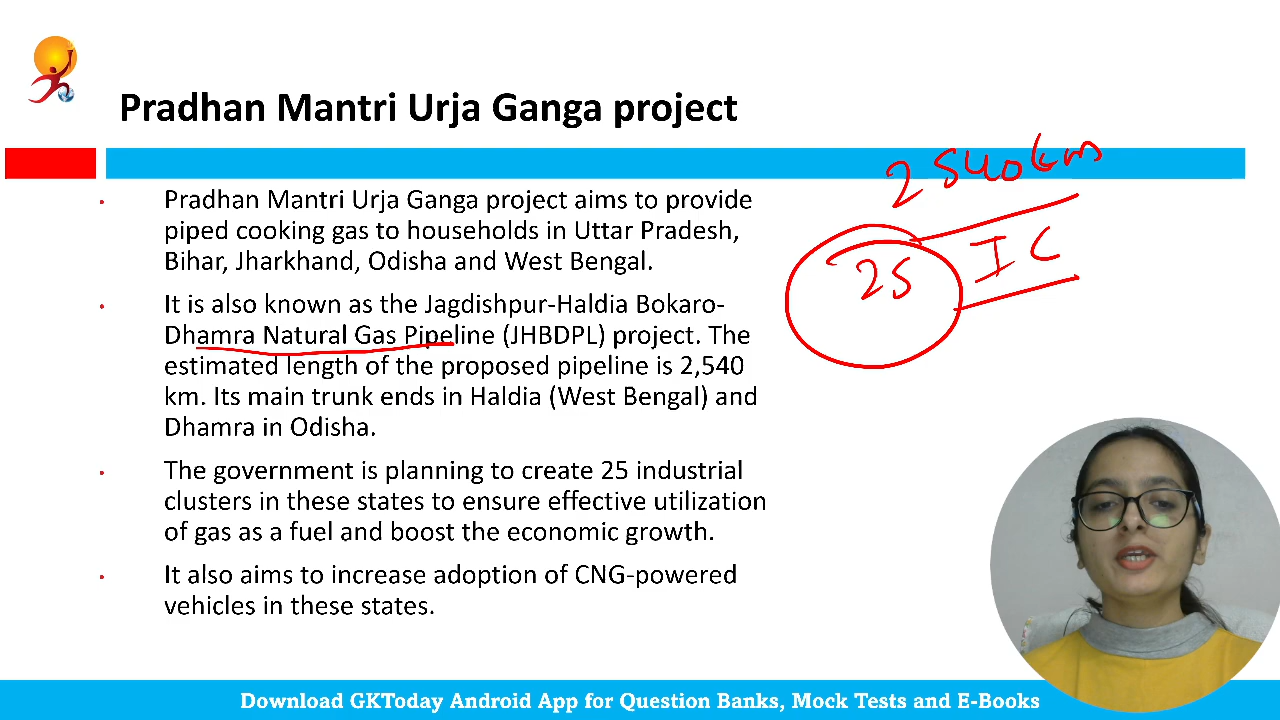 Pradhan Mantri Urja Ganga project
2540km
25 IC
• Pradhan Mantri Urja Ganga project aims to provide
piped cooking gas to households in Uttar Pradesh,
Bihar, Jharkhand, Odisha and West Bengal.
• It is also known as the Jagdishpur-Haldia Bokaro-
Dhamra Natural Gas Pipeline (JHBDPL) project. The
estimated length of the proposed pipeline is 2,540
km. Its main trunk ends in Haldia (West Bengal) and
Dhamra in Odisha.
• The government is planning to create 25 industrial
clusters in these states to ensure effective utilization
of gas as a fuel and boost the economic growth.
• It also aims to increase adoption of CNG-powered
vehicles in these states.
Download GKToday Android App for Question Banks, Mock Tests and E-Books